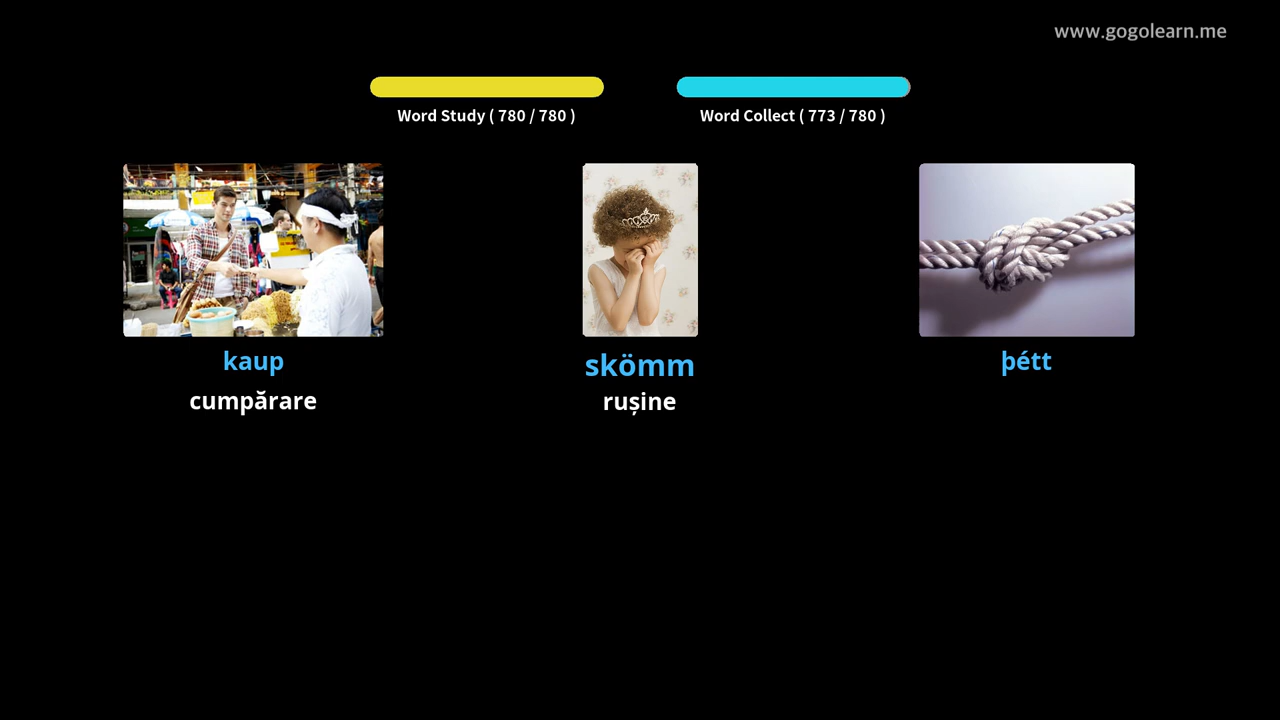 www.gogolearn.me
Word Study ( 780 / 780 )
Word Collect ( 773 / 780 )
kaup
cumpărare
skömm
rușine
þétt